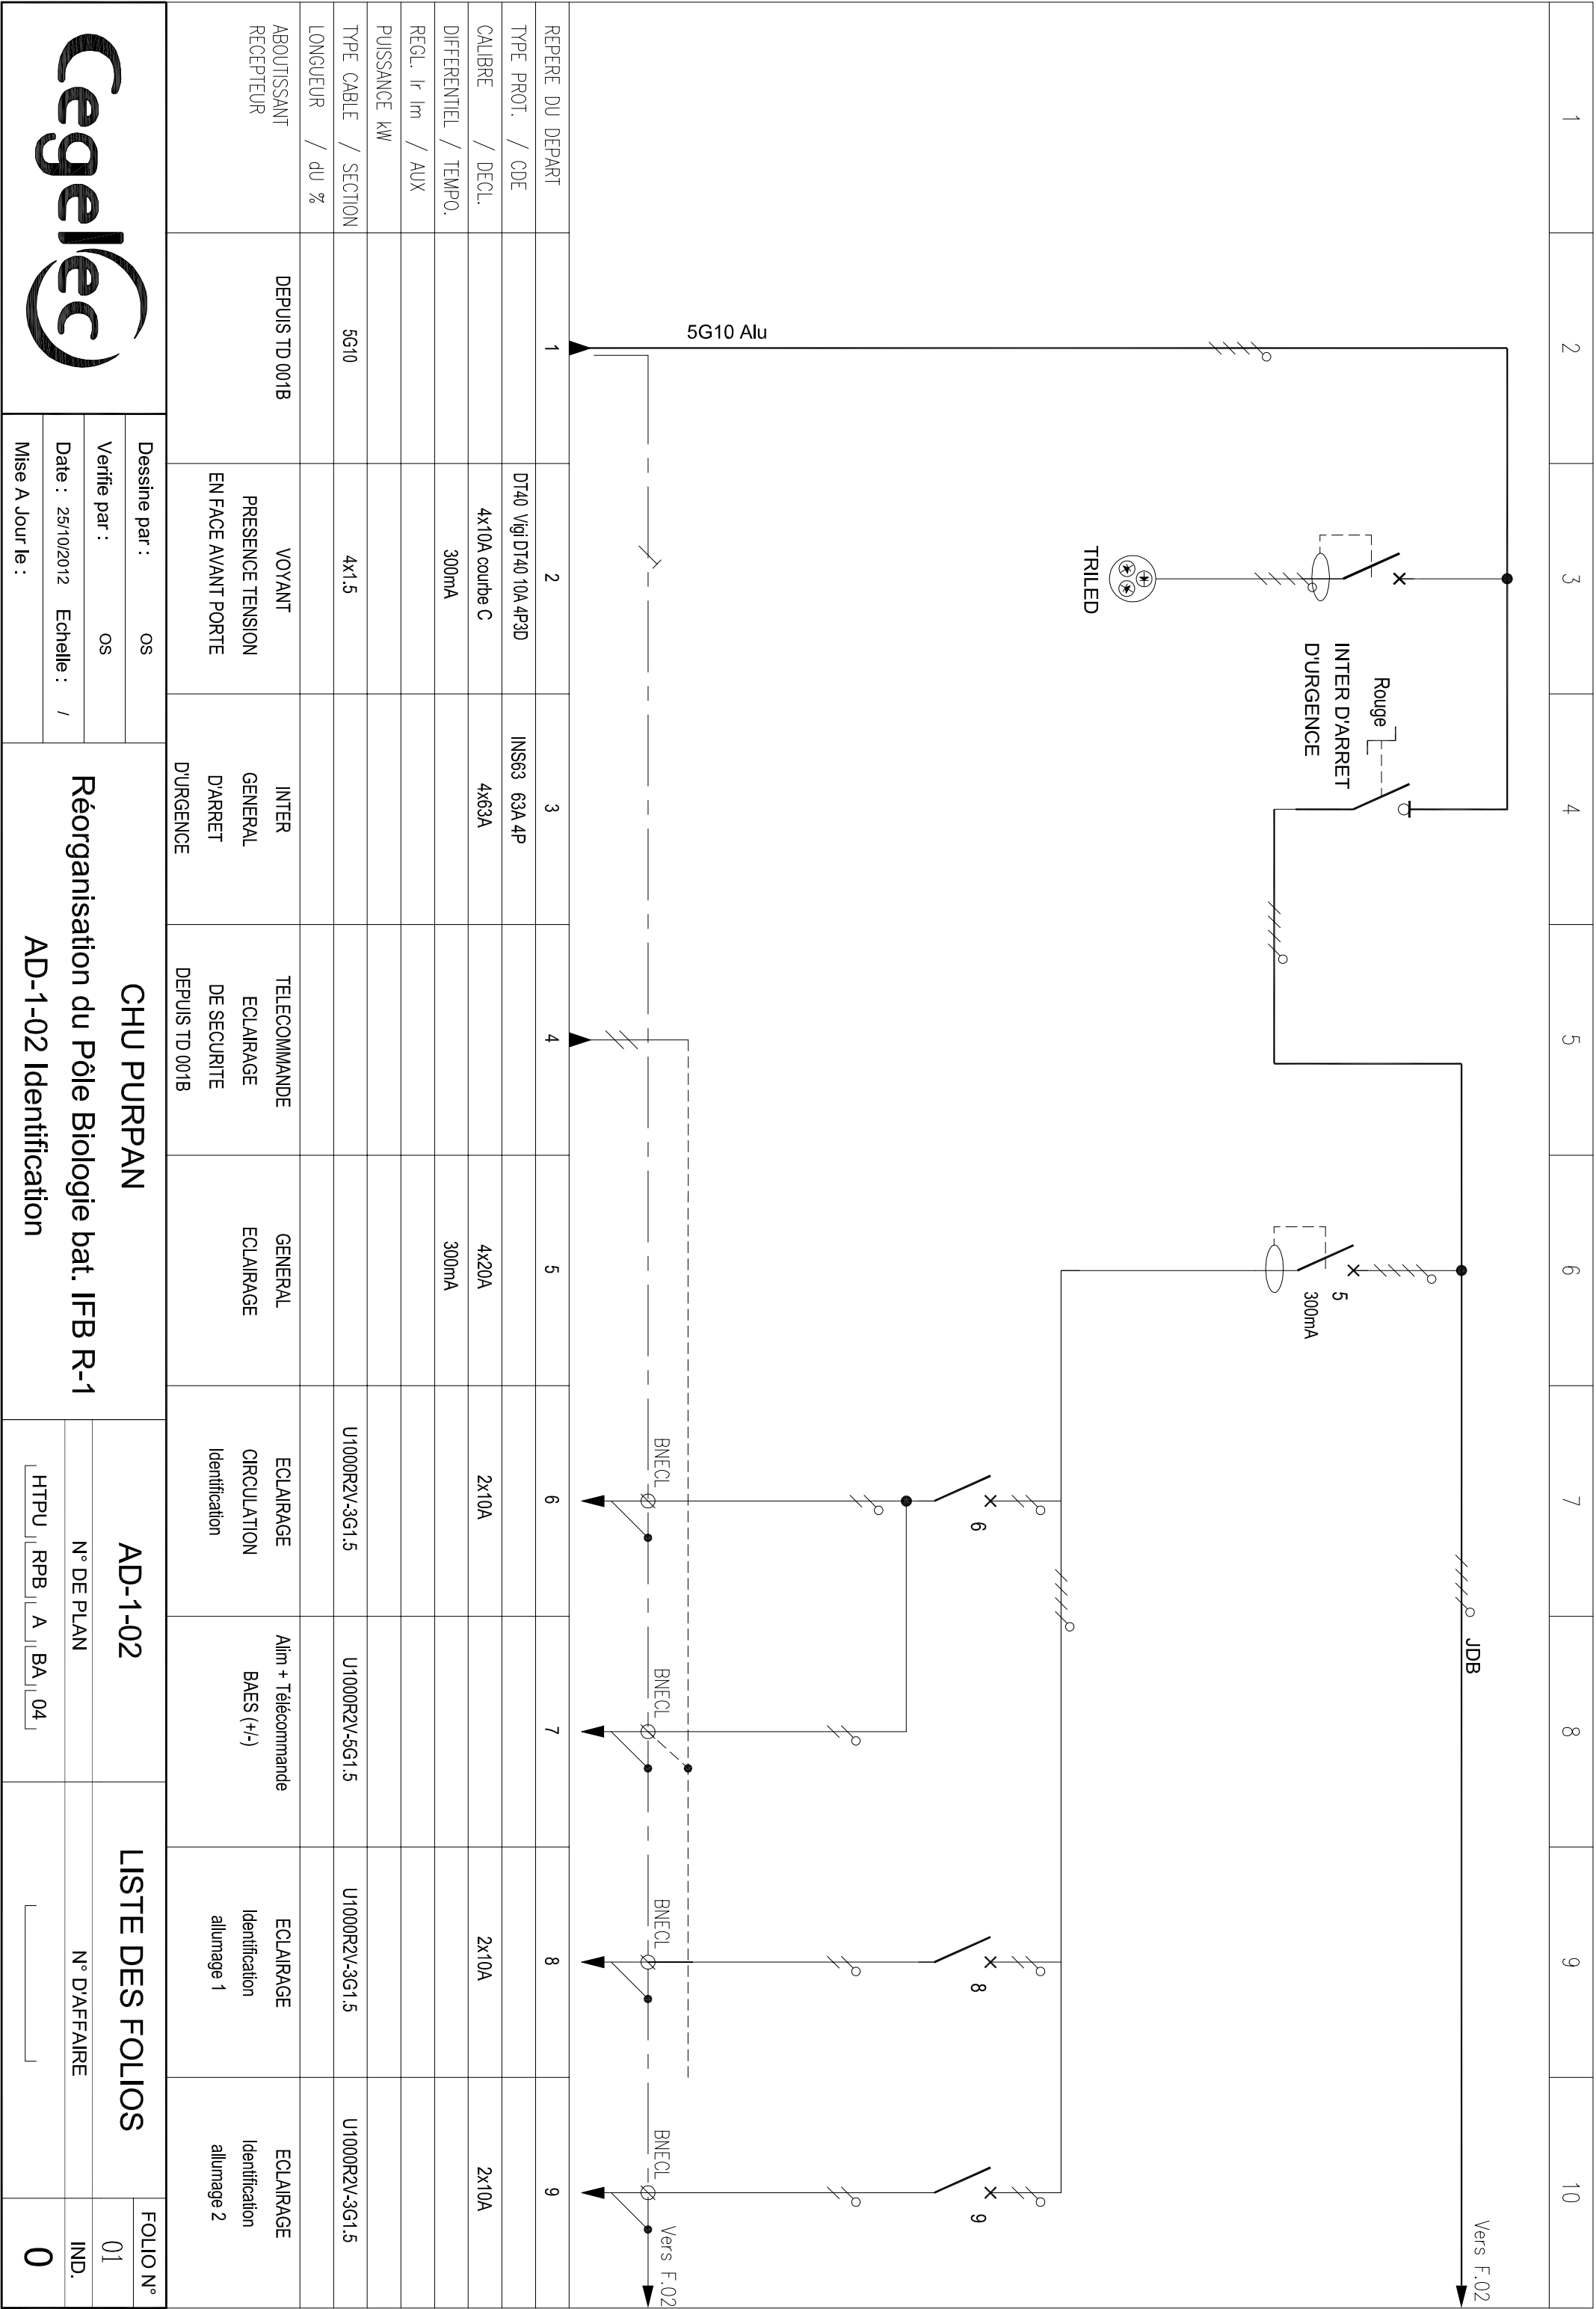 1 2 3 4 5 6 7 8 9 10
Vers F.02
JDB
INTER D'ARRET
D'URGENCE
Rouge
TRILED
5
300mA
6
8
9
5G10 Alu
BNECL
BNECL
BNECL
BNECL
Vers F.02
REPERE DU DEPART 1 2 3 4 5 6 7 8 9
TYPE PROT. / CDE DT40 Vigi DT40 10A 4P3D INS63 63A 4P
CALIBRE / DECL. 4x10A courbe C 4x63A 4x20A 2x10A 2x10A 2x10A
DIFFERENTIEL / TEMPO. 300mA 300mA
REGL. Ir Im / AUX
PUISSANCE kW
TYPE CABLE / SECTION 5G10 4x1.5 U1000R2V-3G1.5 U1000R2V-5G1.5 U1000R2V-3G1.5 U1000R2V-3G1.5
LONGUEUR / dU %
ABOUTISSANT
RECEPTEUR
DEPUIS TD 001B
VOYANT
PRESENCE TENSION
EN FACE AVANT PORTE
INTER
GENERAL
D'ARRET
D'URGENCE
TELECOMMANDE
ECLAIRAGE
DE SECURITE
DEPUIS TD 001B
GENERAL
ECLAIRAGE
ECLAIRAGE
CIRCULATION
Identification
Alim + Télécommande
BAES (+/-)
ECLAIRAGE
Identification
allumage 1
ECLAIRAGE
Identification
allumage 2
Cegelec
Dessine par : OS
Verifie par : OS
Date : 25/10/2012 Echelle : /
Mise A Jour le :
CHU PURPAN
Réorganisation du Pôle Biologie bat. IFB R-1
AD-1-02 Identification
AD-1-02
N° DE PLAN
HTPU RPB A BA 04
LISTE DES FOLIOS
N° D'AFFAIRE
FOLIO N°
01
IND.
0